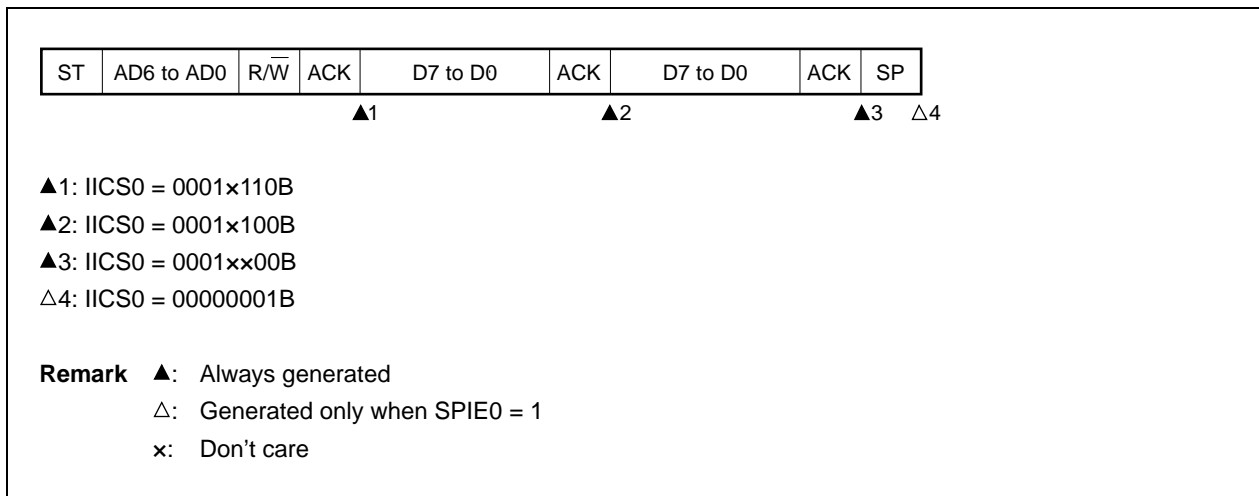 ST AD6 to AD0 R/W̅ ACK D7 to D0 ACK D7 to D0 ACK SP
▲1 ▲2 ▲3 △4
▲1: IICS0 = 0001×110B
▲2: IICS0 = 0001×100B
▲3: IICS0 = 0001××00B
△4: IICS0 = 00000001B
Remark ▲: Always generated
△: Generated only when SPIE0 = 1
×: Don't care